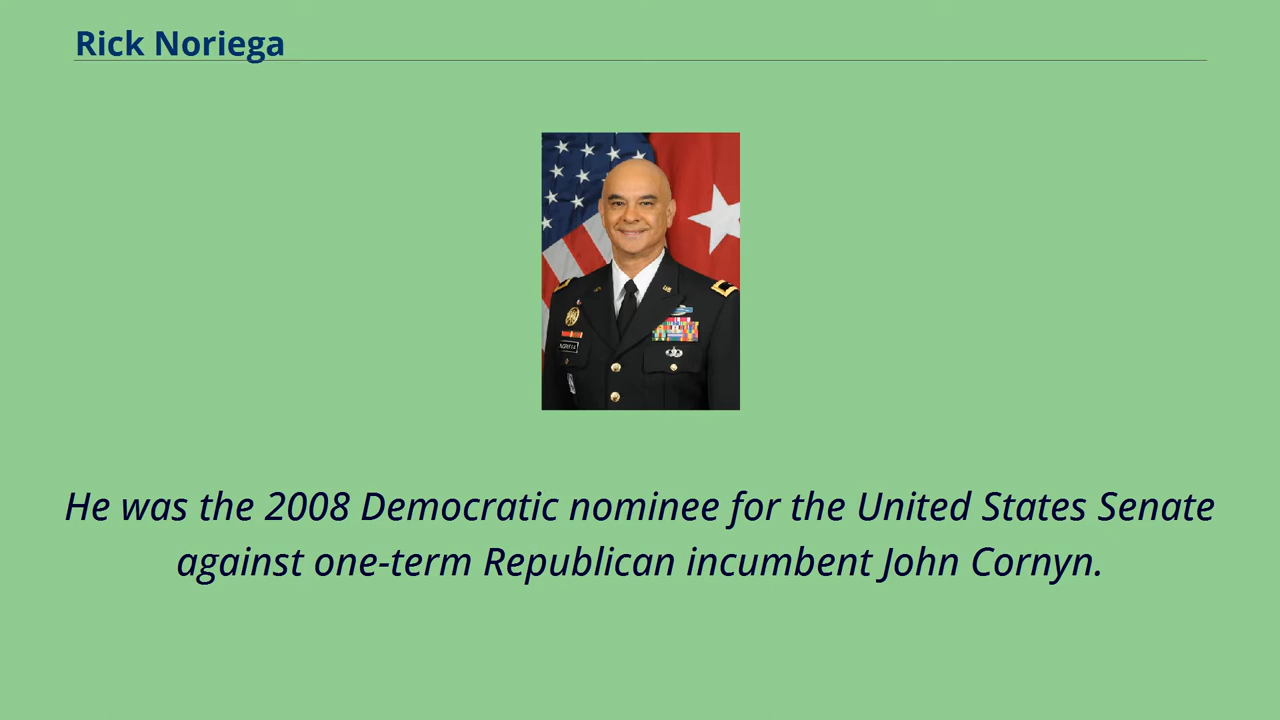 Rick Noriega
He was the 2008 Democratic nominee for the United States Senate
against one-term Republican incumbent John Cornyn.